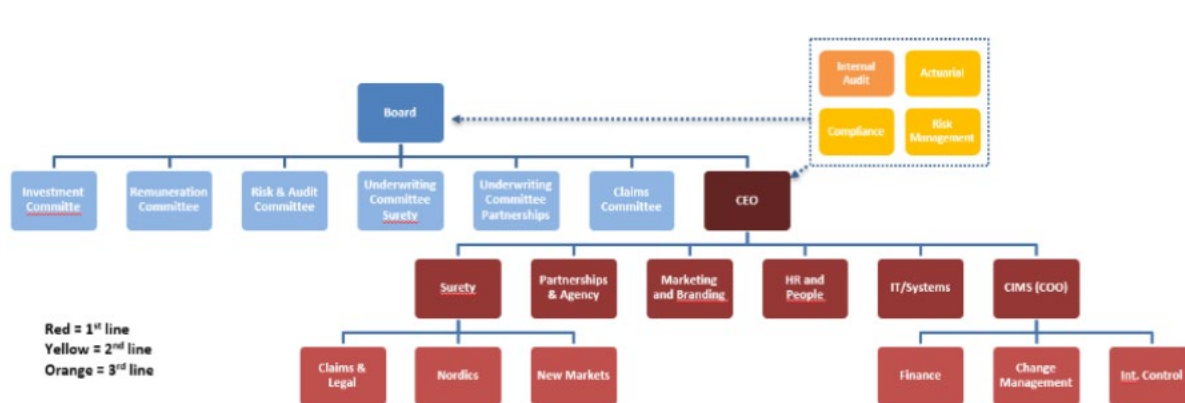 Internal
Audit
Actuarial
Compliance
Risk
Management
Board
Investment
Committe
Remuneration
Committee
Risk & Audit
Committee
Underwriting
Committee
Surety
Underwriting
Committee
Partnerships
Claims
Committee
CEO
Surety
Partnerships
& Agency
Marketing
and Branding
HR and
People
IT/Systems
CIMS (COO)
Claims &
Legal
Nordics
New Markets
Finance
Change
Management
Int. Control
Red = 1st line
Yellow = 2nd line
Orange = 3rd line